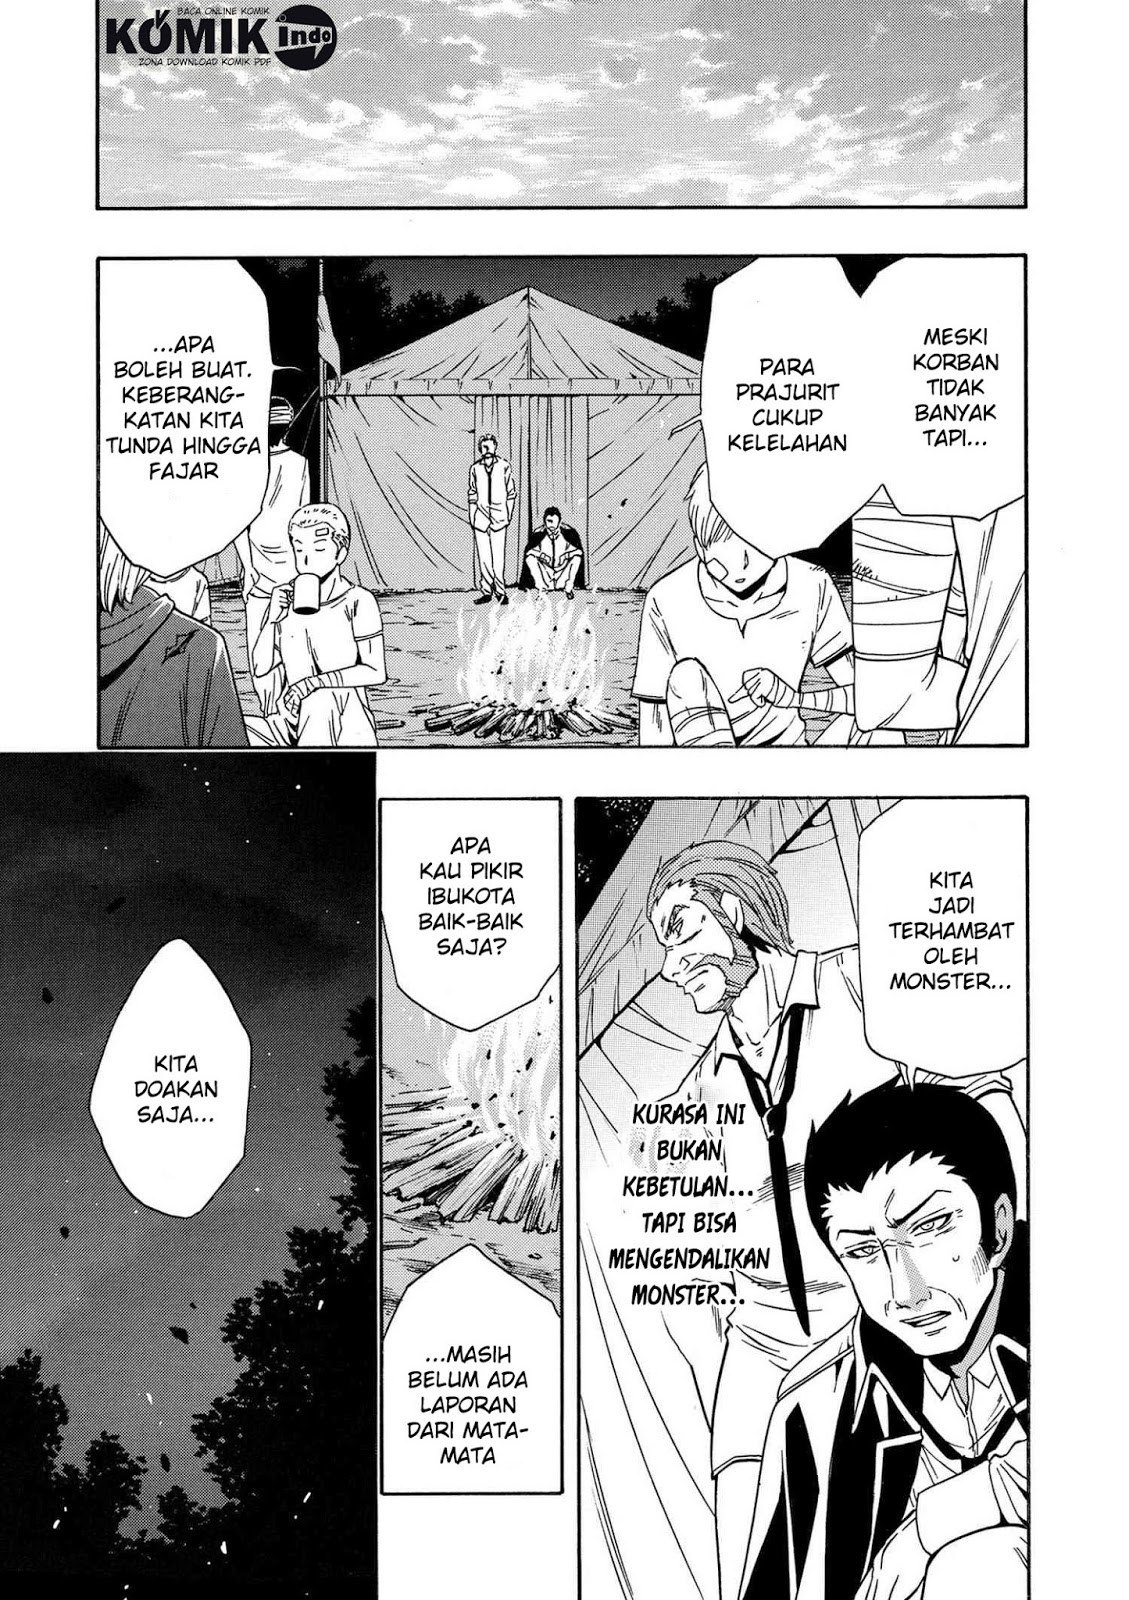 BACA ONLINE KOMIK
KOMIK indo
ZONA DOWNLOAD KOMIK PDF
MESKI
KORBAN
TIDAK
BANYAK
TAPI...
PARA
PRAJURIT
CUKUP
KELELAHAN
...APA
BOLEH BUAT.
KEBERANG-
KATAN KITA
TUNDA HINGGA
FAJAR
KITA
JADI
TERHAMBAT
OLEH
MONSTER...
KURASA INI
BUKAN
KEBETULAN...
TAPI BISA
MENGENDALIKAN
MONSTER...
APA
KAU PIKIR
IBUKOTA
BAIK-BAIK
SAJA?
...MASIH
BELUM ADA
LAPORAN
DARI MATA-
MATA
KITA
DOAKAN
SAJA...